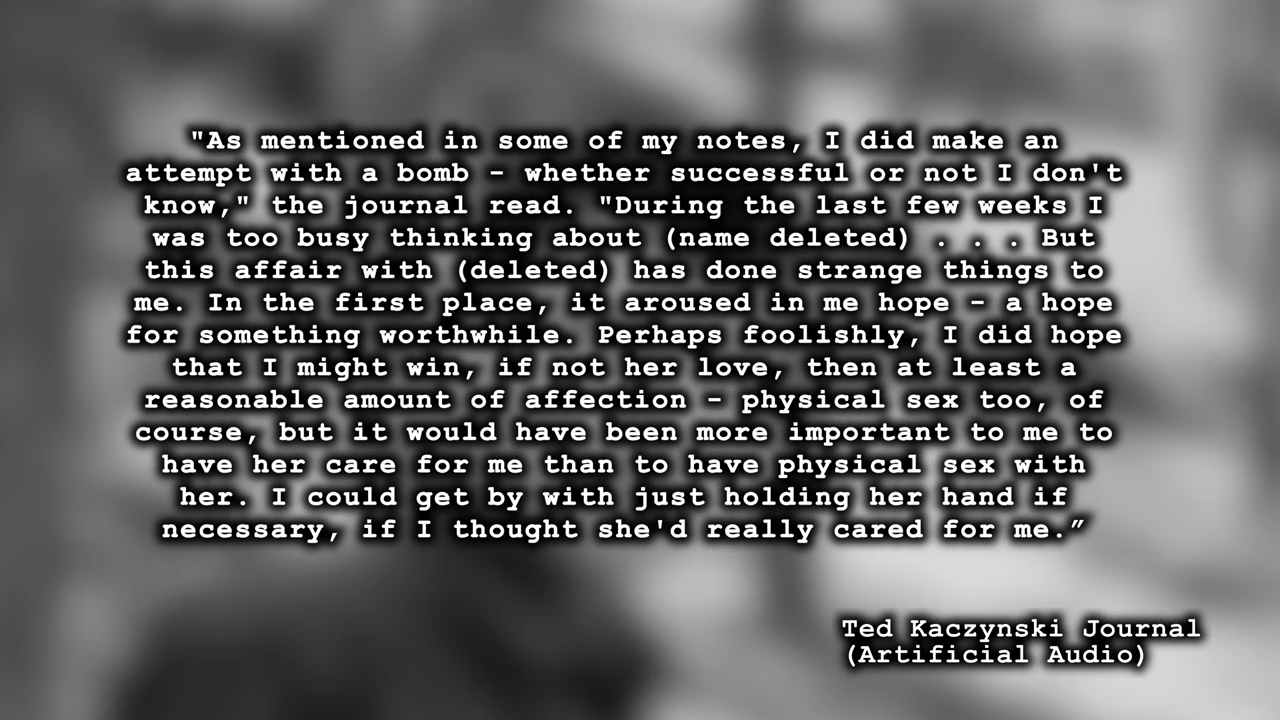 "As mentioned in some of my notes, I did make an
attempt with a bomb - whether successful or not I don't
know," the journal read. "During the last few weeks I
was too busy thinking about (name deleted) . . . But
this affair with (deleted) has done strange things to
me. In the first place, it aroused in me hope - a hope
for something worthwhile. Perhaps foolishly, I did hope
that I might win, if not her love, then at least a
reasonable amount of affection - physical sex too, of
course, but it would have been more important to me to
have her care for me than to have physical sex with
her. I could get by with just holding her hand if
necessary, if I thought she'd really cared for me.”
Ted Kaczynski Journal
(Artificial Audio)